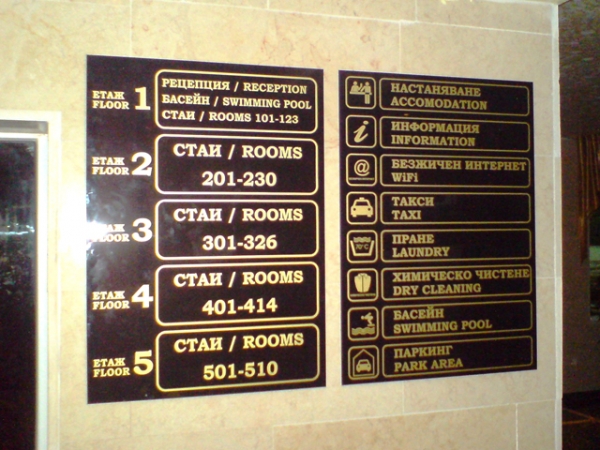 ЕТАЖ
FLOOR 1
РЕЦЕПЦИЯ / RECEPTION
БАСЕЙН / SWIMMING POOL
СТАИ / ROOMS 101-123
ЕТАЖ
FLOOR 2
СТАИ / ROOMS
201-230
ЕТАЖ
FLOOR 3
СТАИ / ROOMS
301-326
ЕТАЖ
FLOOR 4
СТАИ / ROOMS
401-414
ЕТАЖ
FLOOR 5
СТАИ / ROOMS
501-510
НАСТАНЯВАНЕ
ACCOMODATION
i
ИНФОРМАЦИЯ
INFORMATION
@
БЕЗЖИЧЕН ИНТЕРНЕТ
WiFi
ТАКСИ
TAXI
ПРАНЕ
LAUNDRY
ХИМИЧЕСКО ЧИСТЕНЕ
DRY CLEANING
БАСЕЙН
SWIMMING POOL
ПАРКИНГ
PARK AREA